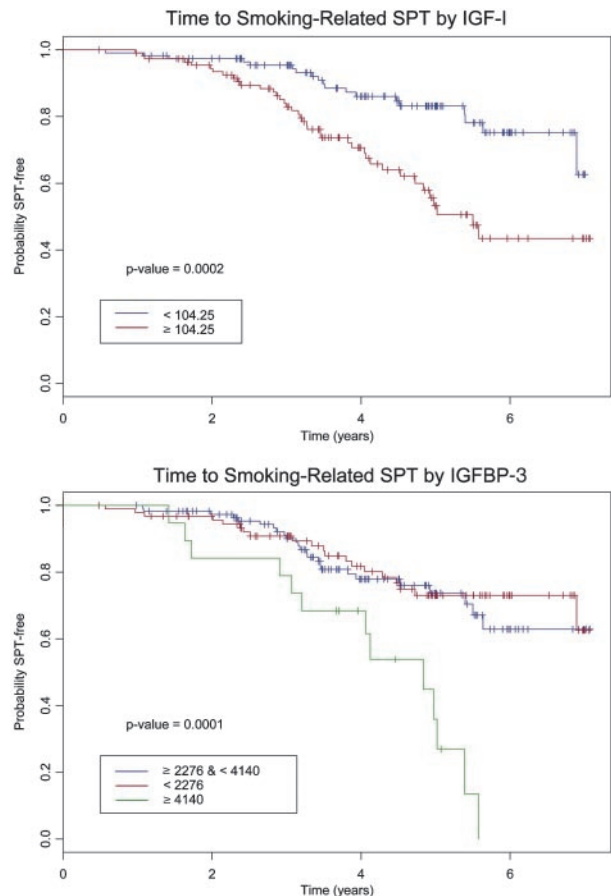 Time to Smoking-Related SPT by IGF-I
1.0
0.8
0.6
0.4
0.2
0.0
Probability SPT-free
p-value = 0.0002
< 104.25
≥ 104.25
0
2
4
6
Time (years)
Time to Smoking-Related SPT by IGFBP-3
1.0
0.8
0.6
0.4
0.2
0.0
Probability SPT-free
p-value = 0.0001
≥ 2276 & < 4140
< 2276
≥ 4140
0
2
4
6
Time (years)